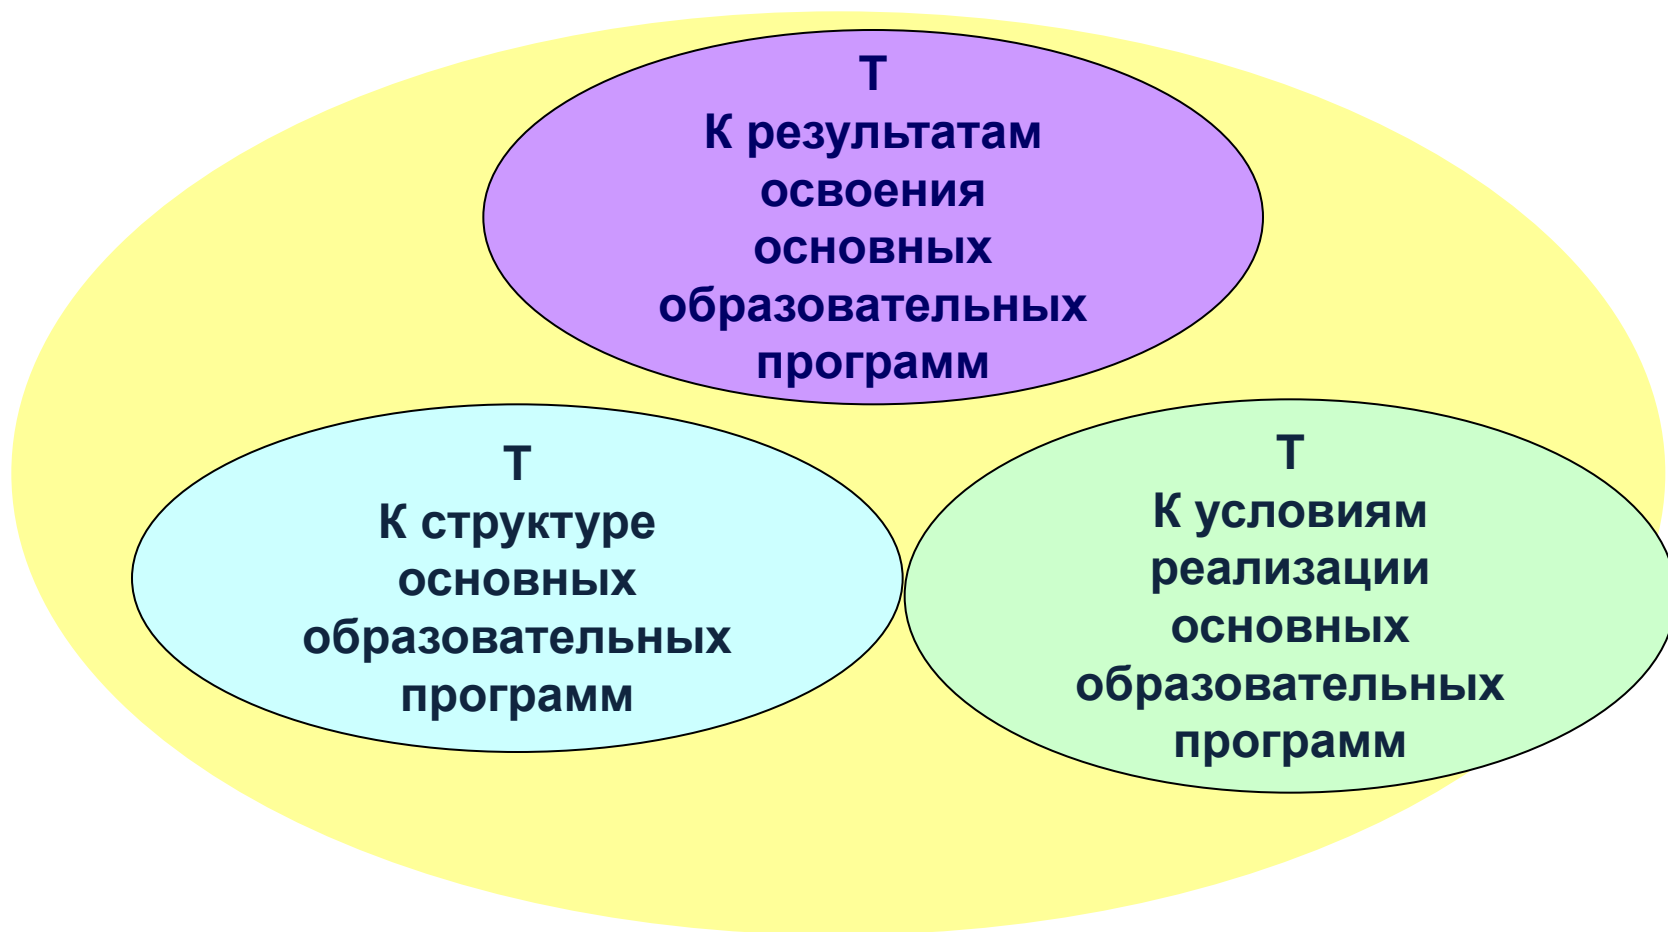 Т
К результатам
освоения
основных
образовательных
программ
Т
К структуре
основных
образовательных
программ
Т
К условиям
реализации
основных
образовательных
программ